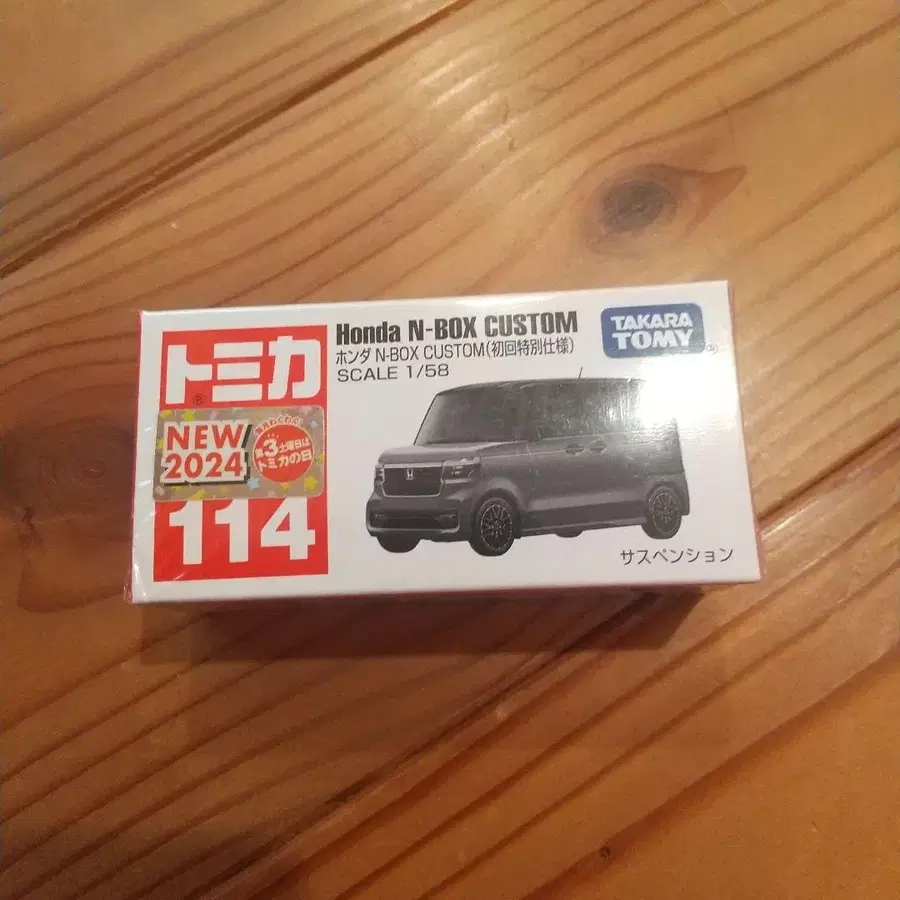 トミカ
®
NEW
2024
第3土曜日は
トミカの日
114
Honda N-BOX CUSTOM
ホンダ N-BOX CUSTOM(初回特別仕様)
SCALE 1/58
TAKARA
TOMY
サスペンション